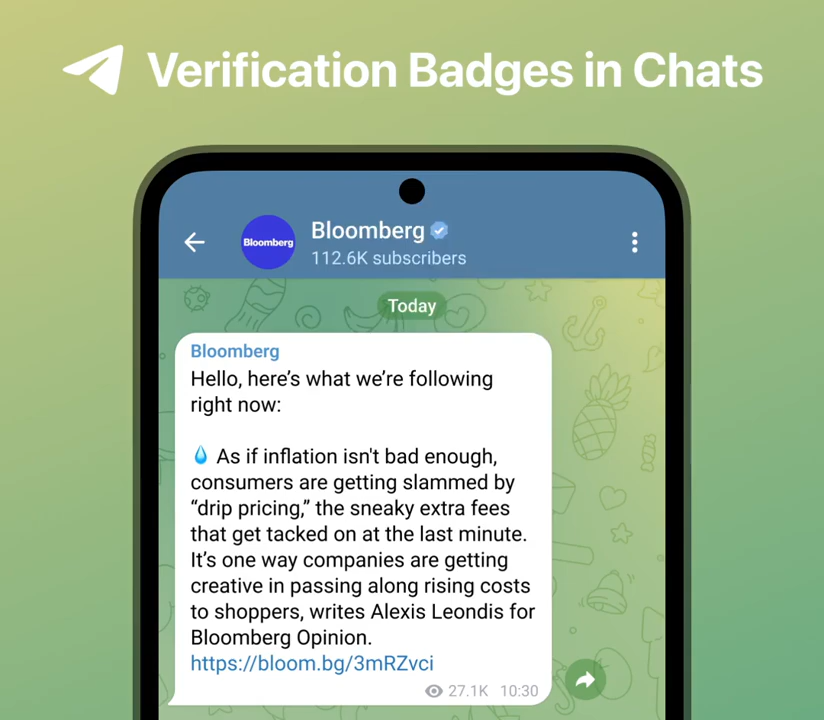 Verification Badges in Chats
Bloomberg
Bloomberg
112.6K subscribers
Today
Bloomberg
Hello, here’s what we’re following
right now:
💧 As if inflation isn't bad enough,
consumers are getting slammed by
“drip pricing,” the sneaky extra fees
that get tacked on at the last minute.
It’s one way companies are getting
creative in passing along rising costs
to shoppers, writes Alexis Leondis for
Bloomberg Opinion.
https://bloom.bg/3mRZvci
27.1K 10:30